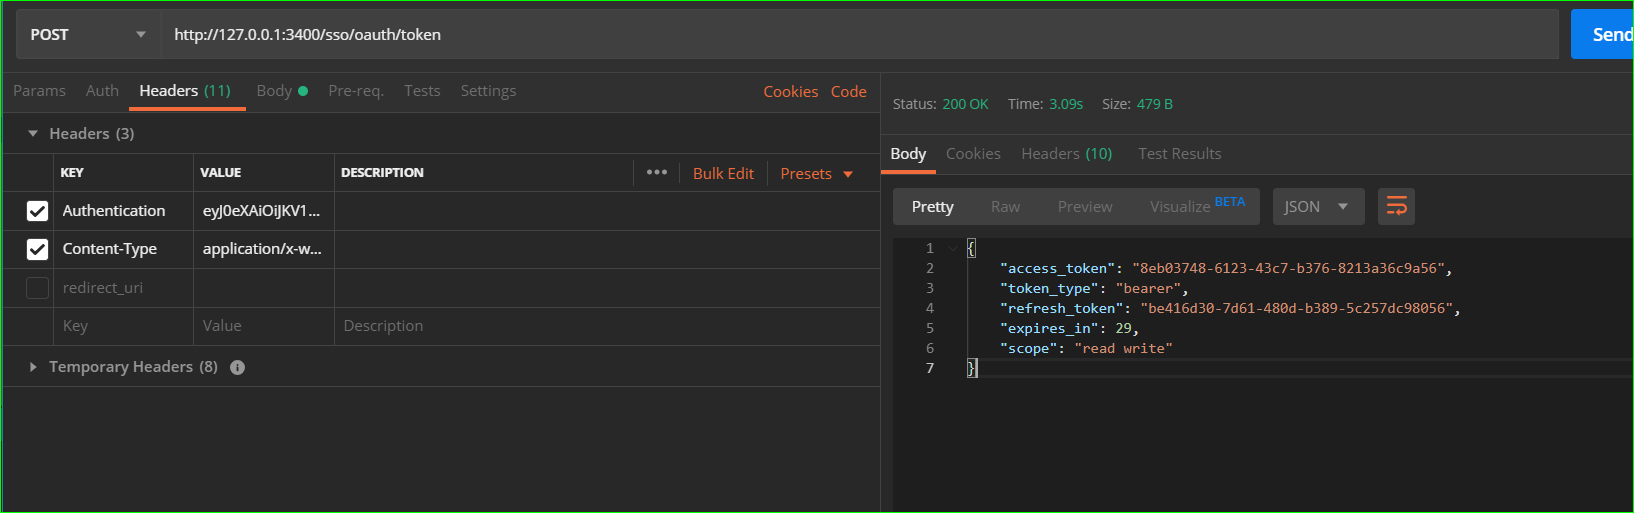 POST http://127.0.0.1:3400/sso/oauth/token Send
Params Auth Headers (11) Body Pre-req. Tests Settings Cookies Code
Headers (3)
KEY VALUE DESCRIPTION ••• Bulk Edit Presets
Authentication eyJ0eXAiOiJKV1...
Content-Type application/x-w...
redirect_uri
Key Value Description
Temporary Headers (8) i
Status: 200 OK Time: 3.09s Size: 479 B
Body Cookies Headers (10) Test Results
Pretty Raw Preview Visualize BETA JSON
1 {
2 "access_token": "8eb03748-6123-43c7-b376-8213a36c9a56",
3 "token_type": "bearer",
4 "refresh_token": "be416d30-7d61-480d-b389-5c257dc98056",
5 "expires_in": 29,
6 "scope": "read write"
7 }